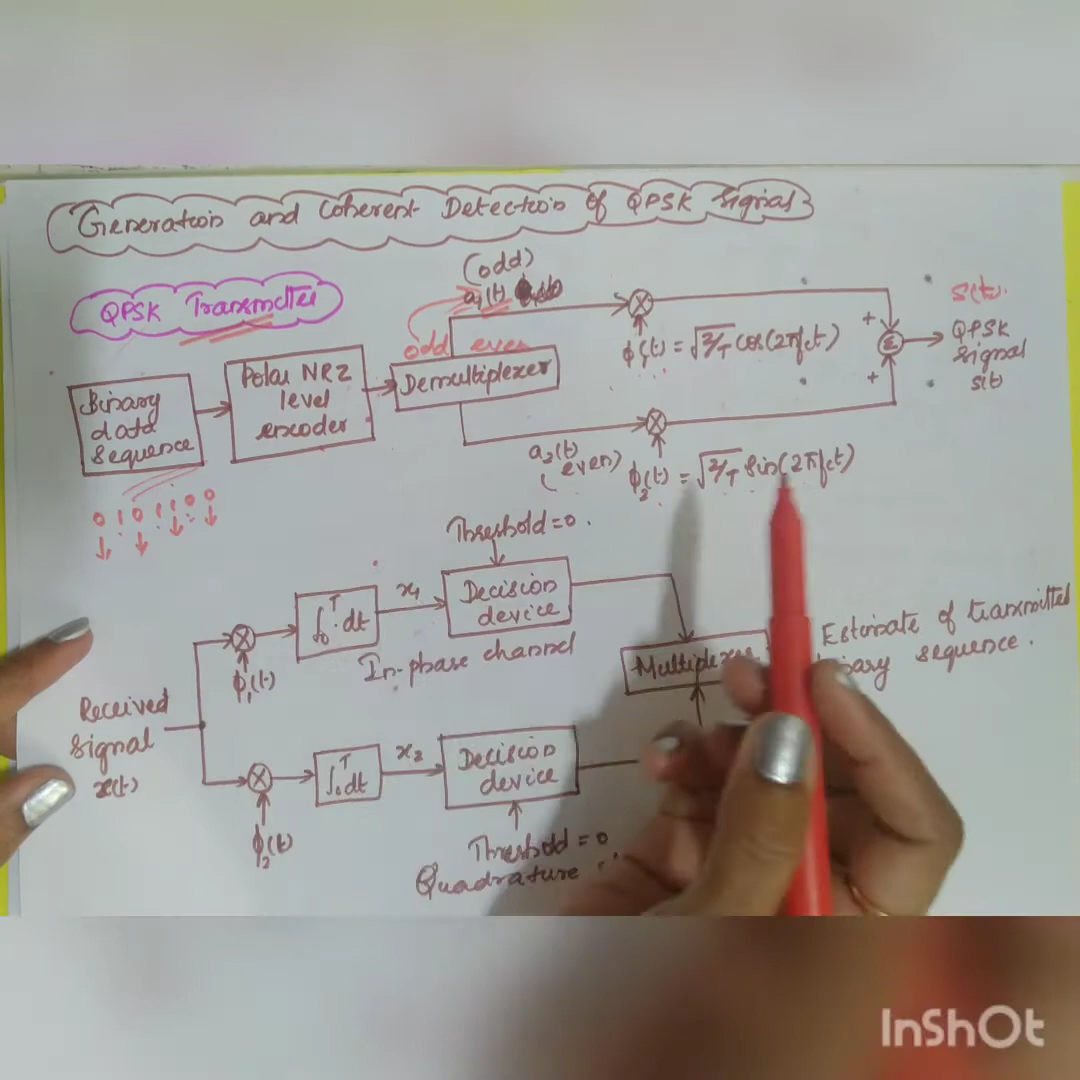 Generation and Coherent Detection of QPSK Signal
QPSK Transmitter
(odd)
a₁(t)
odd even
Binary
data
sequence
Polar NRZ
level
encoder
Demultiplexer
ϕ₁(t) = √2/T cos(2πfct)
+
Σ
+
s(t).
QPSK
Signal
s(t)
a₂(t)
(even)
ϕ₂(t) = √2/T sin(2πfct)
0 1 0 1 1 0 0
Threshold = 0.
Received
Signal
x(t)
ϕ₁(t)
∫₀ᵀ · dt
x₁
Decision
device
In-phase channel
Multiplexer
Estimate of transmitted
sequence.
ϕ₂(t)
∫₀ᵀ dt
x₂
Decision
device
Threshold = 0
Quadrature
InShOt